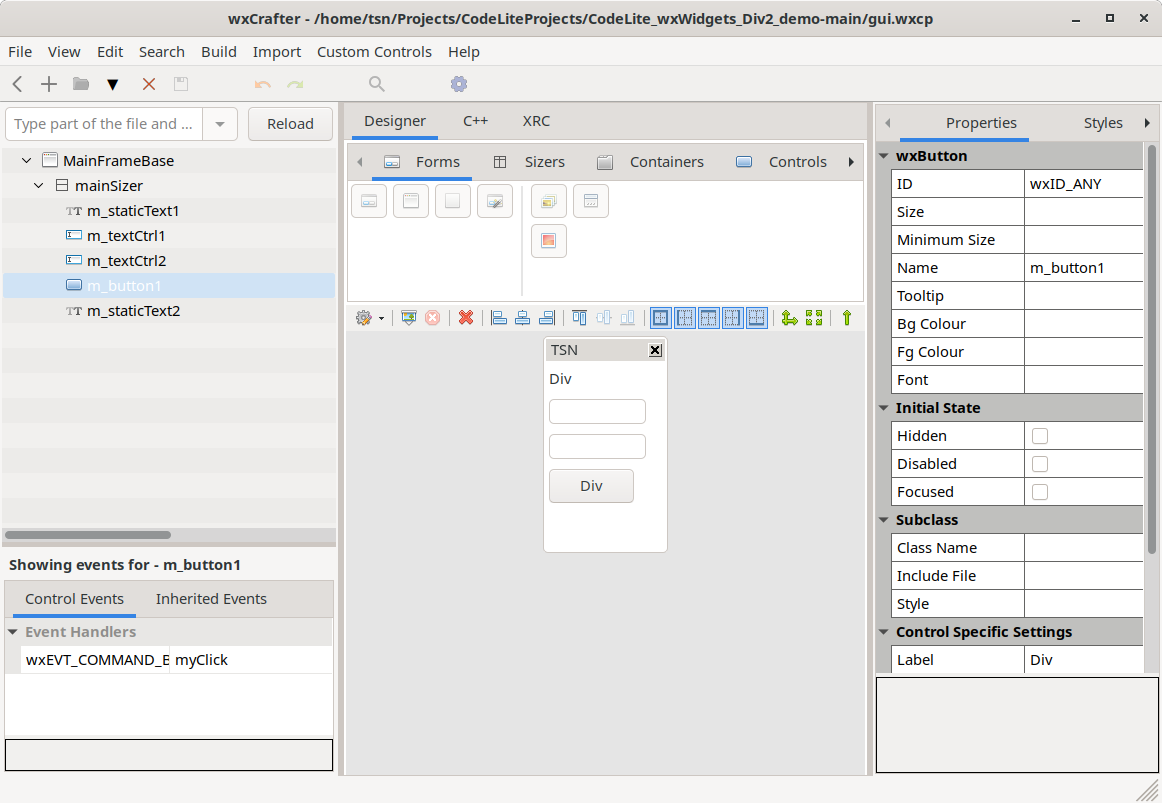 wxCrafter - /home/tsn/Projects/CodeLiteProjects/CodeLite_wxWidgets_Div2_demo-main/gui.wxcp
File View Edit Search Build Import Custom Controls Help
Type part of the file and ...
Reload
MainFrameBase
mainSizer
m_staticText1
m_textCtrl1
m_textCtrl2
m_button1
m_staticText2
Showing events for - m_button1
Control Events Inherited Events
Event Handlers
wxEVT_COMMAND_B myClick
Designer C++ XRC
Forms Sizers Containers Controls
TSN
Div
Div
Properties Styles
wxButton
ID wxID_ANY
Size
Minimum Size
Name m_button1
Tooltip
Bg Colour
Fg Colour
Font
Initial State
Hidden
Disabled
Focused
Subclass
Class Name
Include File
Style
Control Specific Settings
Label Div